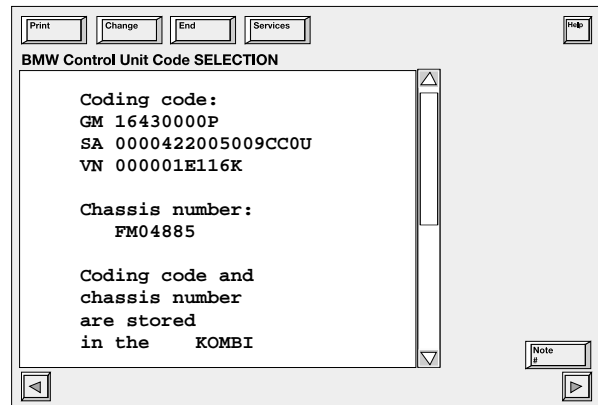 Print Change End Services Help
BMW Control Unit Code SELECTION
Coding code:
GM 16430000P
SA 0000422005009CC0U
VN 000001E116K
Chassis number:
FM04885
Coding code and
chassis number
are stored
in the KOMBI
Note
#